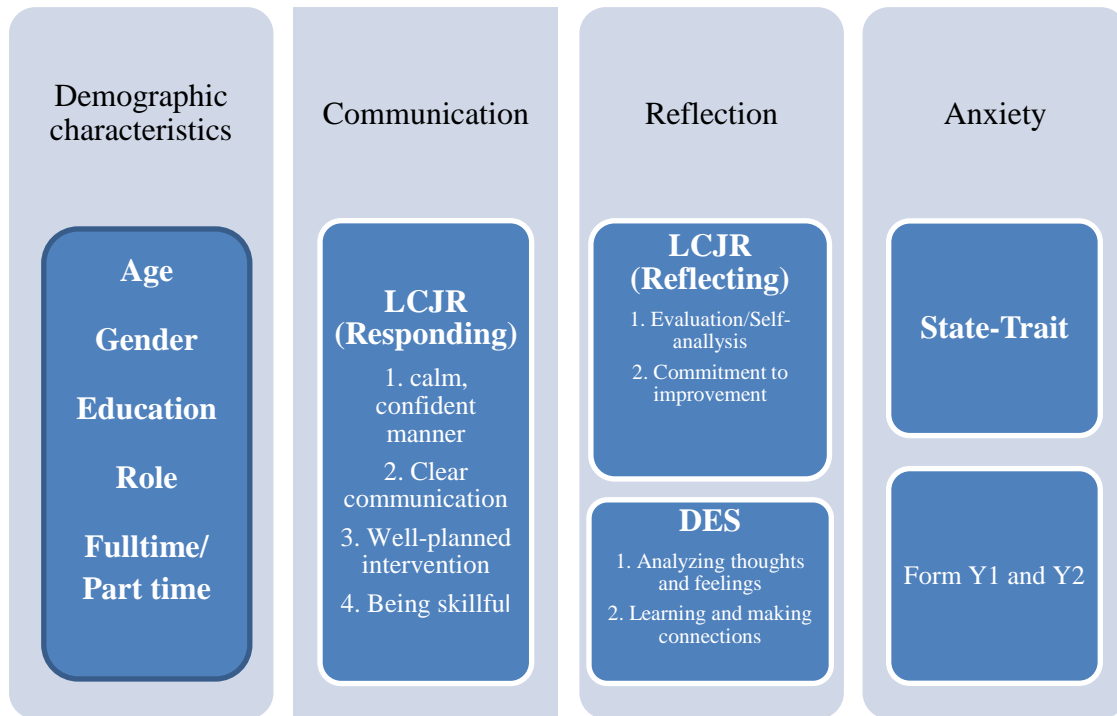 Demographic
characteristics
Age
Gender
Education
Role
Fulltime/
Part time
Communication
LCJR
(Responding)
1. calm,
confident
manner
2. Clear
communication
3. Well-planned
intervention
4. Being skillful
Reflection
LCJR
(Reflecting)
1. Evaluation/Self-
anallysis
2. Commitment to
improvement
DES
1. Analyzing thoughts
and feelings
2. Learning and making
connections
Anxiety
State-Trait
Form Y1 and Y2